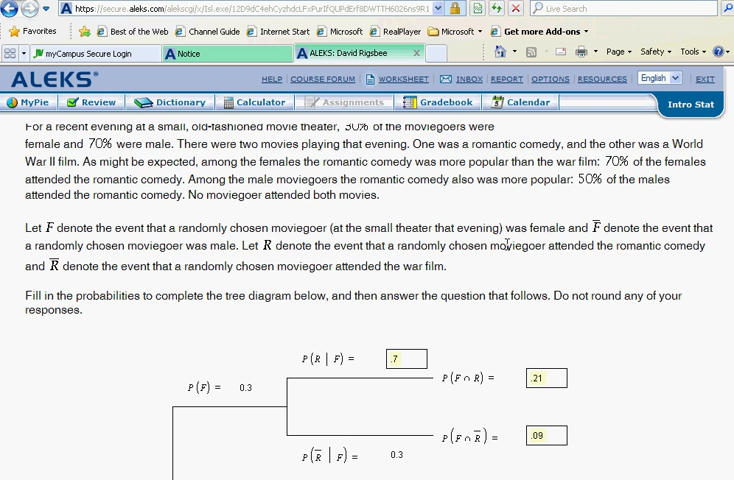 https://secure.aleks.com/alekscgi/x/Isl.exe/
Live Search
Favorites Best of the Web Channel Guide Internet Start Microsoft RealPlayer Microsoft Get more Add-ons
myCampus Secure Login Notice ALEKS: David Rigsbee Page Safety Tools
ALEKS HELP COURSE FORUM WORKSHEET INBOX REPORT OPTIONS RESOURCES English EXIT
MyPie Review Dictionary Calculator Assignments Gradebook Calendar Intro Stat
For a recent evening at a small, old-fashioned movie theater, 30% of the moviegoers were
female and 70% were male. There were two movies playing that evening. One was a romantic comedy, and the other was a World
War II film. As might be expected, among the females the romantic comedy was more popular than the war film: 70% of the females
attended the romantic comedy. Among the male moviegoers the romantic comedy also was more popular: 50% of the males
attended the romantic comedy. No moviegoer attended both movies.
Let F denote the event that a randomly chosen moviegoer (at the small theater that evening) was female and F̅ denote the event that
a randomly chosen moviegoer was male. Let R denote the event that a randomly chosen moviegoer attended the romantic comedy
and R̅ denote the event that a randomly chosen moviegoer attended the war film.
Fill in the probabilities to complete the tree diagram below, and then answer the question that follows. Do not round any of your
responses.
P(R | F) = .7
P(F ∩ R) = .21
P(F) = 0.3
P(F ∩ R̅) = .09
P(R̅ | F) = 0.3